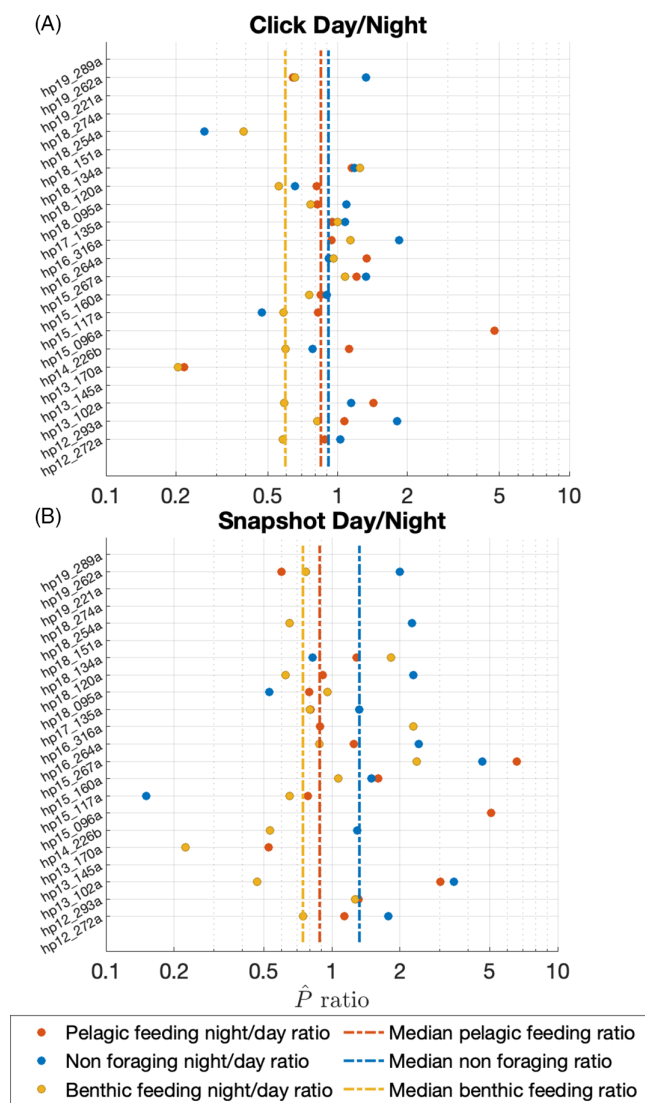 (A)
Click Day/Night
hp19_289a
hp19_262a
hp19_221a
hp18_274a
hp18_254a
hp18_151a
hp18_134a
hp18_120a
hp18_095a
hp17_135a
hp16_316a
hp16_264a
hp15_267a
hp15_160a
hp15_117a
hp15_096a
hp14_226b
hp13_170a
hp13_145a
hp13_102a
hp12_293a
hp12_272a
0.1 0.2 0.5 1 2 5 10
(B)
Snapshot Day/Night
hp19_289a
hp19_262a
hp19_221a
hp18_274a
hp18_254a
hp18_151a
hp18_134a
hp18_120a
hp18_095a
hp17_135a
hp16_316a
hp16_264a
hp15_267a
hp15_160a
hp15_117a
hp15_096a
hp14_226b
hp13_170a
hp13_145a
hp13_102a
hp12_293a
hp12_272a
0.1 0.2 0.5 1 2 5 10
P̂ ratio
Pelagic feeding night/day ratio Median pelagic feeding ratio
Non foraging night/day ratio Median non foraging ratio
Benthic feeding night/day ratio Median benthic feeding ratio